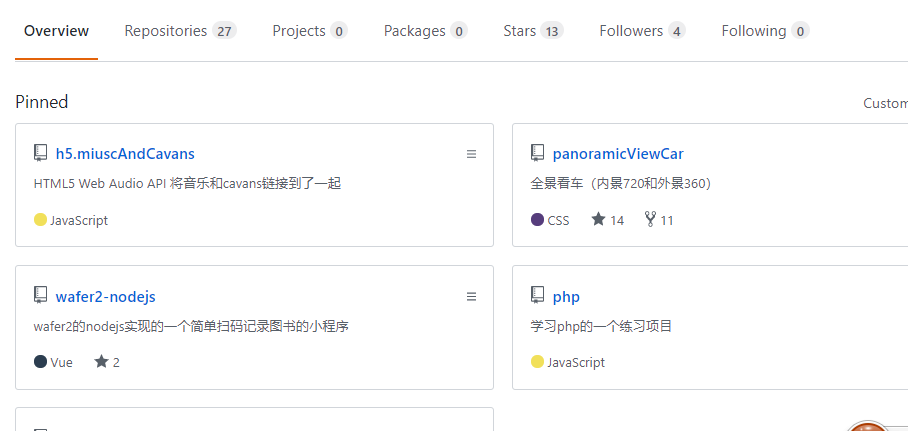 Overview Repositories 27 Projects 0 Packages 0 Stars 13 Followers 4 Following 0
Pinned Custom
h5.miuscAndCavans
HTML5 Web Audio API 将音乐和cavans链接到了一起
JavaScript
panoramicViewCar
全景看车（内景720和外景360）
CSS 14 11
wafer2-nodejs
wafer2的nodejs实现的一个简单扫码记录图书的小程序
Vue 2
php
学习php的一个练习项目
JavaScript